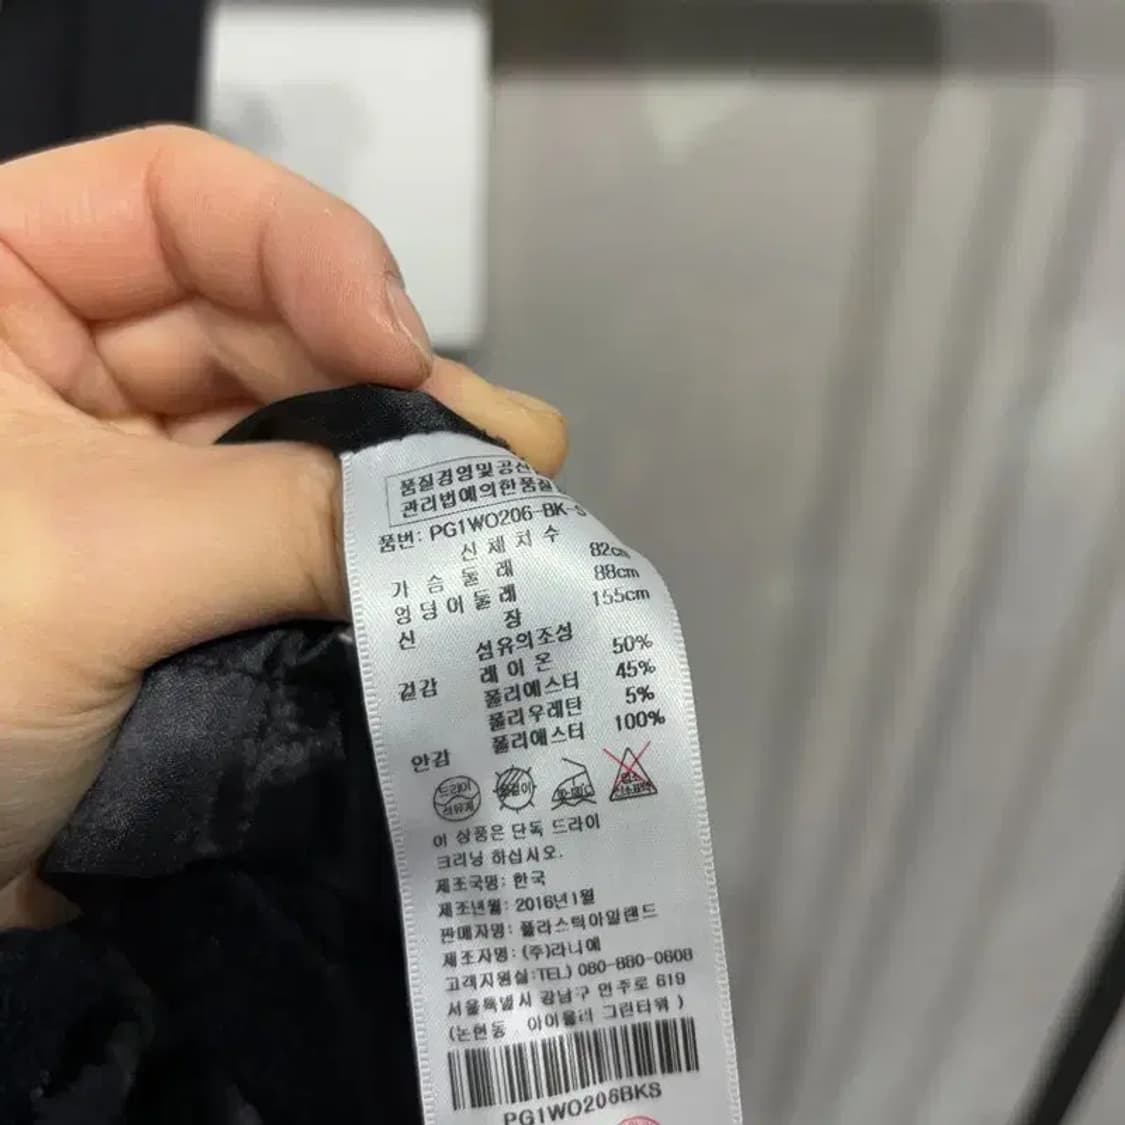 품질경영및공산
관리법에의한품질
품번: PG1WO206-BK-S
신 체 치 수
가 슴 둘 레 82cm
엉덩이둘레 88cm
신 장 155cm
섬유의조성
겉감 레 이 온 50%
폴리에스터 45%
폴리우레탄 5%
안감 폴리에스터 100%
드라이
석유계
이 상품은 단독 드라이
크리닝 하십시오.
제조국명: 한국
제조년월: 2016년1월
판매자명: 플라스틱아일랜드
제조자명: (주)라니에
고객지원실:TEL) 080-880-0608
서울특별시 강남구 언주로 619
(논현동 아이올리 그린타워 )
PG1WO206BKS